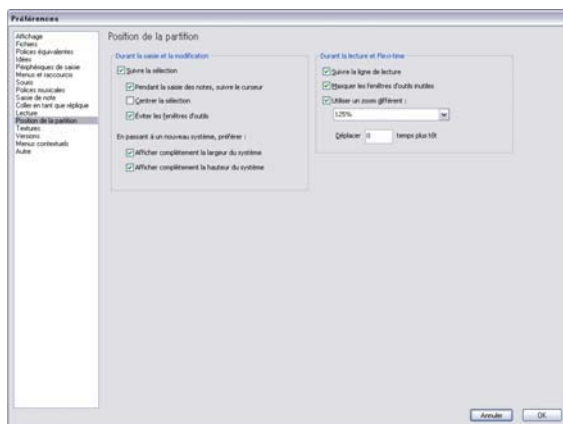 Préférences
Affichage
Fichiers
Polices équivalentes
Idées
Périphériques de saisie
Menus et raccourcis
Souris
Polices musicales
Saisie de note
Coller en tant que réplique
Lecture
Position de la partition
Textures
Versions
Menus contextuels
Autre
Position de la partition
Durant la saisie et la modification
Suivre la sélection
Pendant la saisie des notes, suivre le curseur
Centrer la sélection
Éviter les fenêtres d'outils
En passant à un nouveau système, préférer :
Afficher complètement la largeur du système
Afficher complètement la hauteur du système
Durant la lecture et Flexi-time
Suivre la ligne de lecture
Masquer les fenêtres d'outils inutiles
Utiliser un zoom différent :
125%
Déplacer 0 temps plus tôt
Annuler
OK